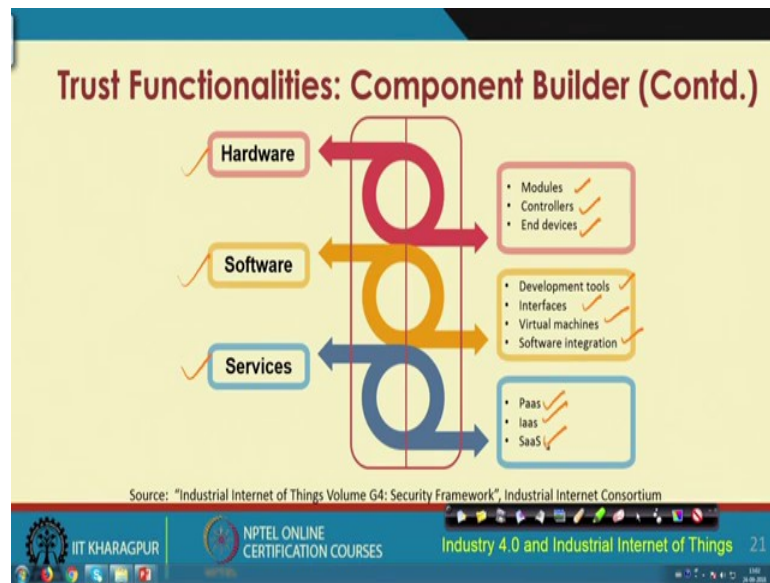 Trust Functionalities: Component Builder (Contd.)
Hardware
• Modules
• Controllers
• End devices
Software
• Development tools
• Interfaces
• Virtual machines
• Software integration
Services
• Paas
• Iaas
• SaaS
Source: "Industrial Internet of Things Volume G4: Security Framework", Industrial Internet Consortium
IIT KHARAGPUR
NPTEL ONLINE
CERTIFICATION COURSES
Industry 4.0 and Industrial Internet of Things
21